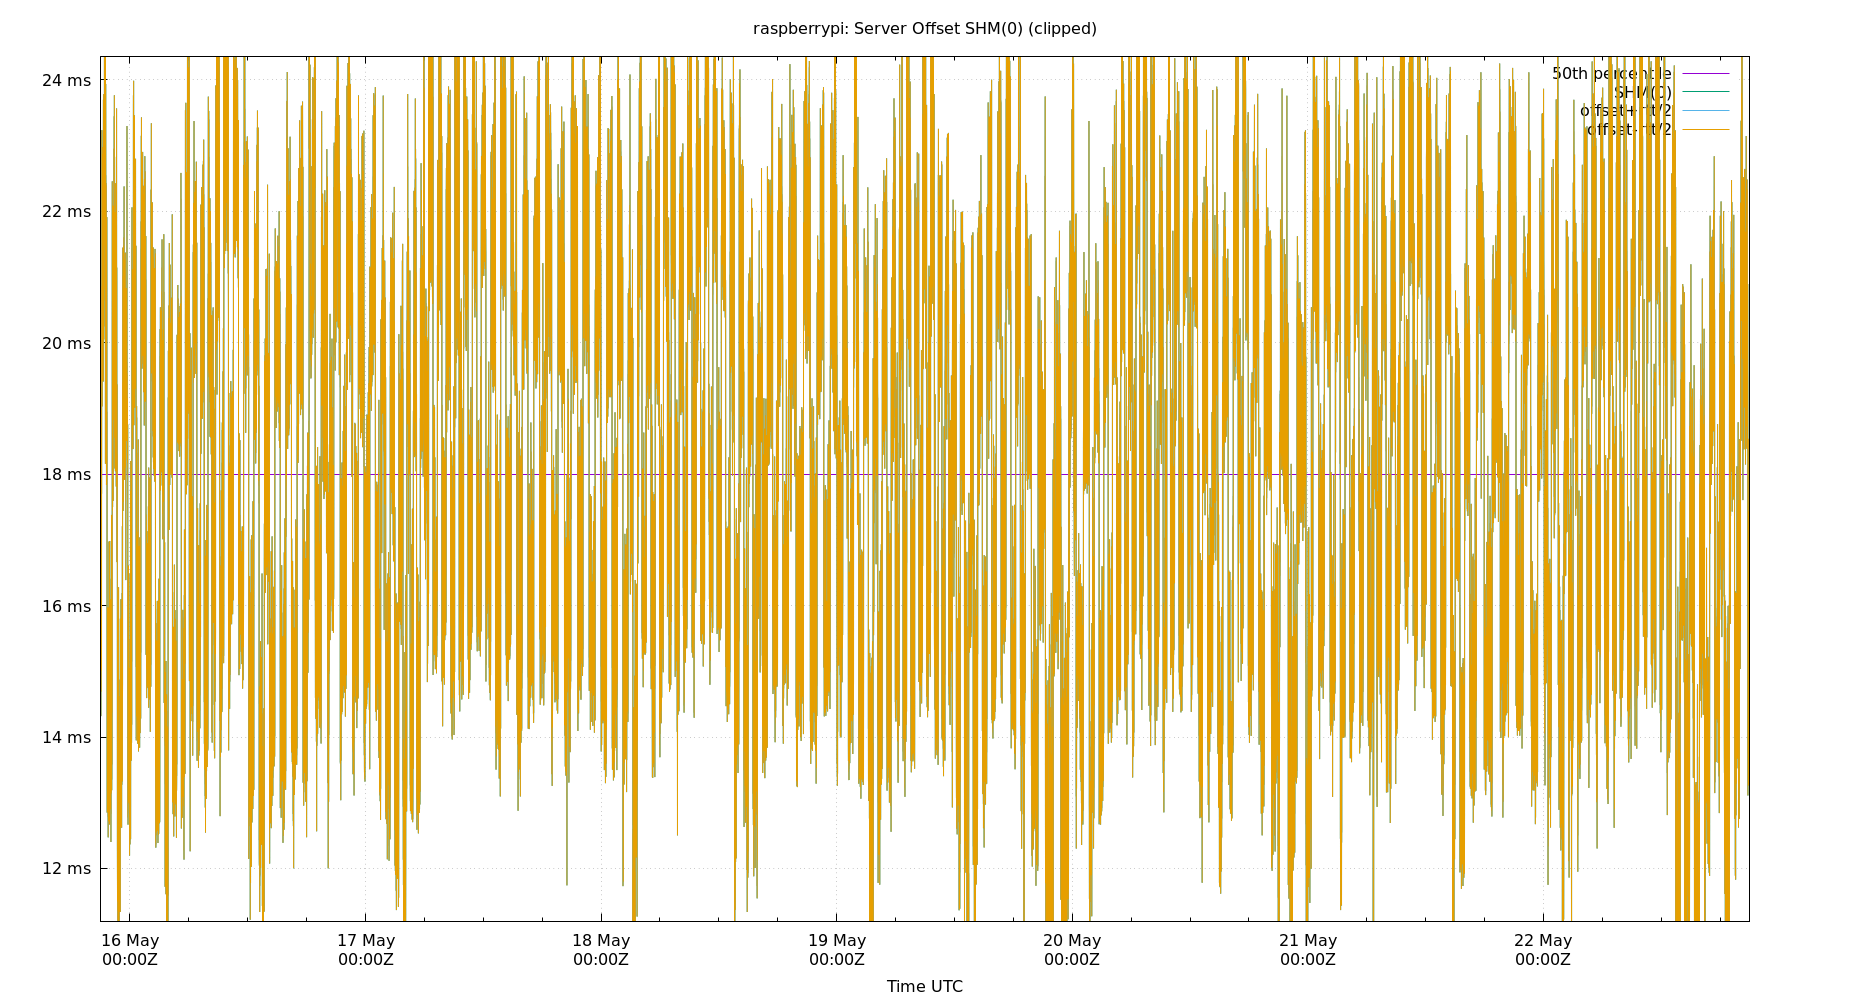 raspberrypi: Server Offset SHM(0) (clipped)
24 ms
22 ms
20 ms
18 ms
16 ms
14 ms
12 ms
50th percentile
SHM(0)
offset+rtt/2
offset-rtt/2
16 May
00:00Z
17 May
00:00Z
18 May
00:00Z
19 May
00:00Z
20 May
00:00Z
21 May
00:00Z
22 May
00:00Z
Time UTC